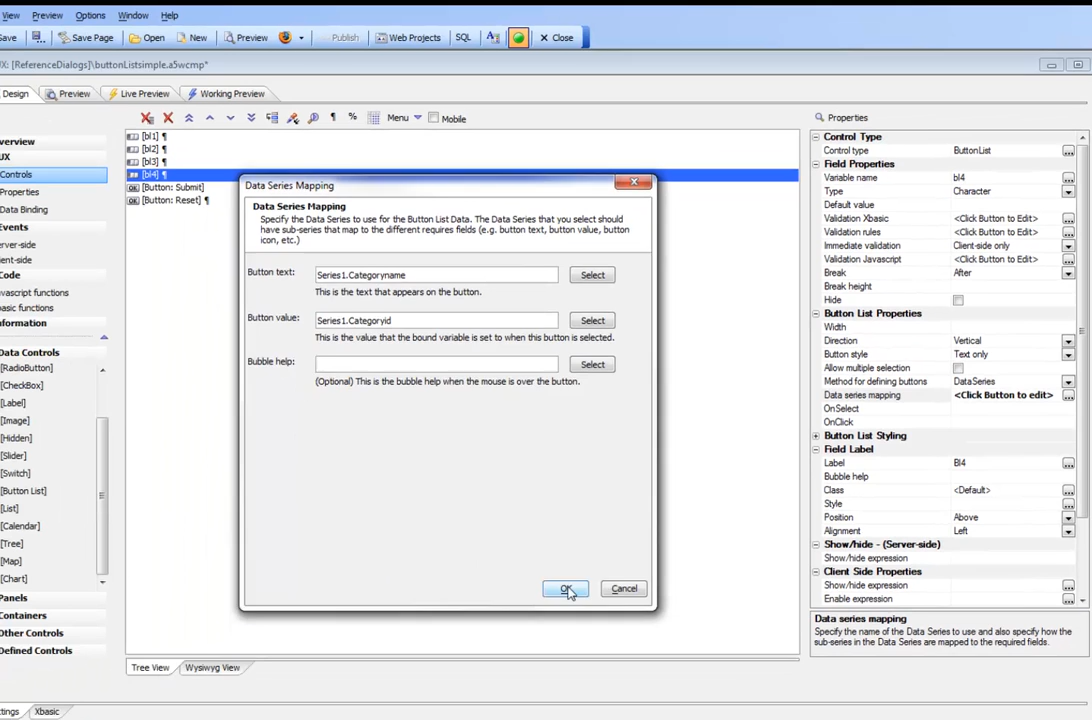 View Preview Options Window Help
Save Save Page Open New Preview Publish Web Projects SQL Close
UX: [ReferenceDialogs]\buttonListsimple.a5wcmp*
Design Preview Live Preview Working Preview
Menu Mobile
verview
UX
Controls
Properties
Data Binding
Events
erver-side
ient-side
Code
avascript functions
basic functions
Information
Data Controls
[RadioButton]
[CheckBox]
[Label]
[Image]
[Hidden]
[Slider]
[Switch]
[Button List]
[List]
[Calendar]
[Tree]
[Map]
[Chart]
Panels
Containers
Other Controls
Defined Controls
[bl1] ¶
[bl2] ¶
[bl3] ¶
[bl4] ¶
[Button: Submit]
[Button: Reset] ¶
Data Series Mapping
Data Series Mapping
Specify the Data Series to use for the Button List Data. The Data Series that you select should
have sub-series that map to the different requires fields (e.g. button text, button value, button
icon, etc.)
Button text: Series1.Categoryname Select
This is the text that appears on the button.
Button value: Series1.Categoryid Select
This is the value that the bound variable is set to when this button is selected.
Bubble help: Select
(Optional) This is the bubble help when the mouse is over the button.
OK Cancel
Tree View Wysiwyg View
ttings Xbasic
Properties
Control Type
Control type ButtonList
Field Properties
Variable name bl4
Type Character
Default value
Validation Xbasic <Click Button to Edit>
Validation rules <Click Button to Edit>
Immediate validation Client-side only
Validation Javascript <Click Button to Edit>
Break After
Break height
Hide
Button List Properties
Width
Direction Vertical
Button style Text only
Allow multiple selection
Method for defining buttons DataSeries
Data series mapping <Click Button to edit>
OnSelect
OnClick
Button List Styling
Field Label
Label Bl4
Bubble help
Class <Default>
Style
Position Above
Alignment Left
Show/hide - (Server-side)
Show/hide expression
Client Side Properties
Show/hide expression
Enable expression
Data series mapping
Specify the name of the Data Series to use and also specify how the
sub-series in the Data Series are mapped to the required fields.